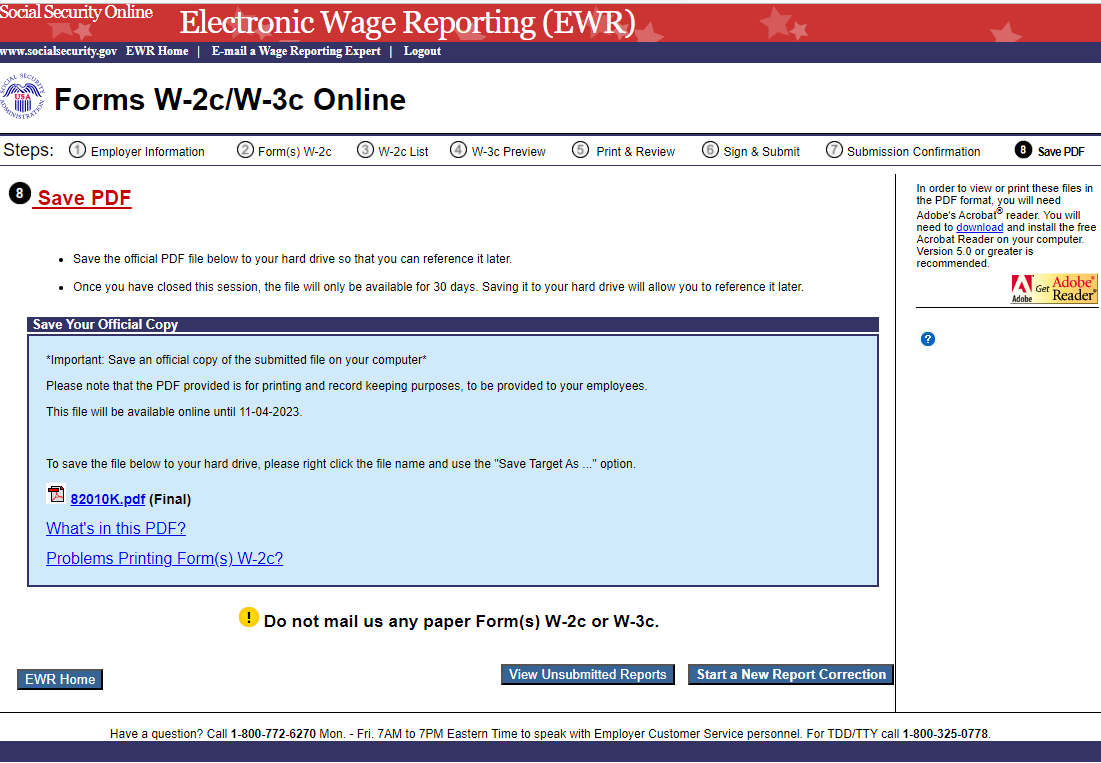 Social Security Online
Electronic Wage Reporting (EWR)
www.socialsecurity.gov EWR Home | E-mail a Wage Reporting Expert | Logout
SOCIAL SECURITY ADMINISTRATION
USA
Forms W-2c/W-3c Online
Steps: 1 Employer Information 2 Form(s) W-2c 3 W-2c List 4 W-3c Preview 5 Print & Review 6 Sign & Submit 7 Submission Confirmation 8 Save PDF
8 Save PDF
• Save the official PDF file below to your hard drive so that you can reference it later.
• Once you have closed this session, the file will only be available for 30 days. Saving it to your hard drive will allow you to reference it later.
Save Your Official Copy
*Important: Save an official copy of the submitted file on your computer*
Please note that the PDF provided is for printing and record keeping purposes, to be provided to your employees.
This file will be available online until 11-04-2023.
To save the file below to your hard drive, please right click the file name and use the "Save Target As ..." option.
82010K.pdf (Final)
What's in this PDF?
Problems Printing Form(s) W-2c?
! Do not mail us any paper Form(s) W-2c or W-3c.
EWR Home
View Unsubmitted Reports
Start a New Report Correction
In order to view or print these files in
the PDF format, you will need
Adobe's Acrobat® reader. You will
need to download and install the free
Acrobat Reader on your computer.
Version 5.0 or greater is
recommended.
Adobe
Get Adobe®
Reader®
?
Have a question? Call 1-800-772-6270 Mon. - Fri. 7AM to 7PM Eastern Time to speak with Employer Customer Service personnel. For TDD/TTY call 1-800-325-0778.